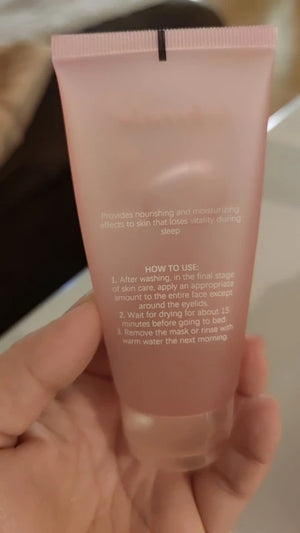 Provides nourishing and moisturizing
effects to skin that loses vitality during
sleep
HOW TO USE:
1. After washing, in the final stage
of skin care, apply an appropriate
amount to the entire face except
around the eyelids.
2. Wait for drying for about 15
minutes before going to bed.
3. Remove the mask or rinse with
warm water the next morning.